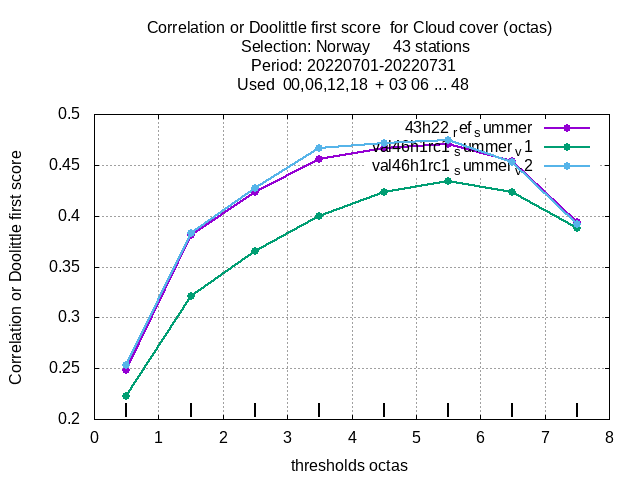 Correlation or Doolittle first score  for Cloud cover (octas)
Selection: Norway     43 stations
Period: 20220701-20220731
Used  00,06,12,18  + 03 06 ... 48
43h22_ref_summer
val46h1rc1_summer_v1
val46h1rc1_summer_v2
0.5
0.45
0.4
0.35
0.3
0.25
0.2
Correlation or Doolittle first score
0 1 2 3 4 5 6 7 8
thresholds octas